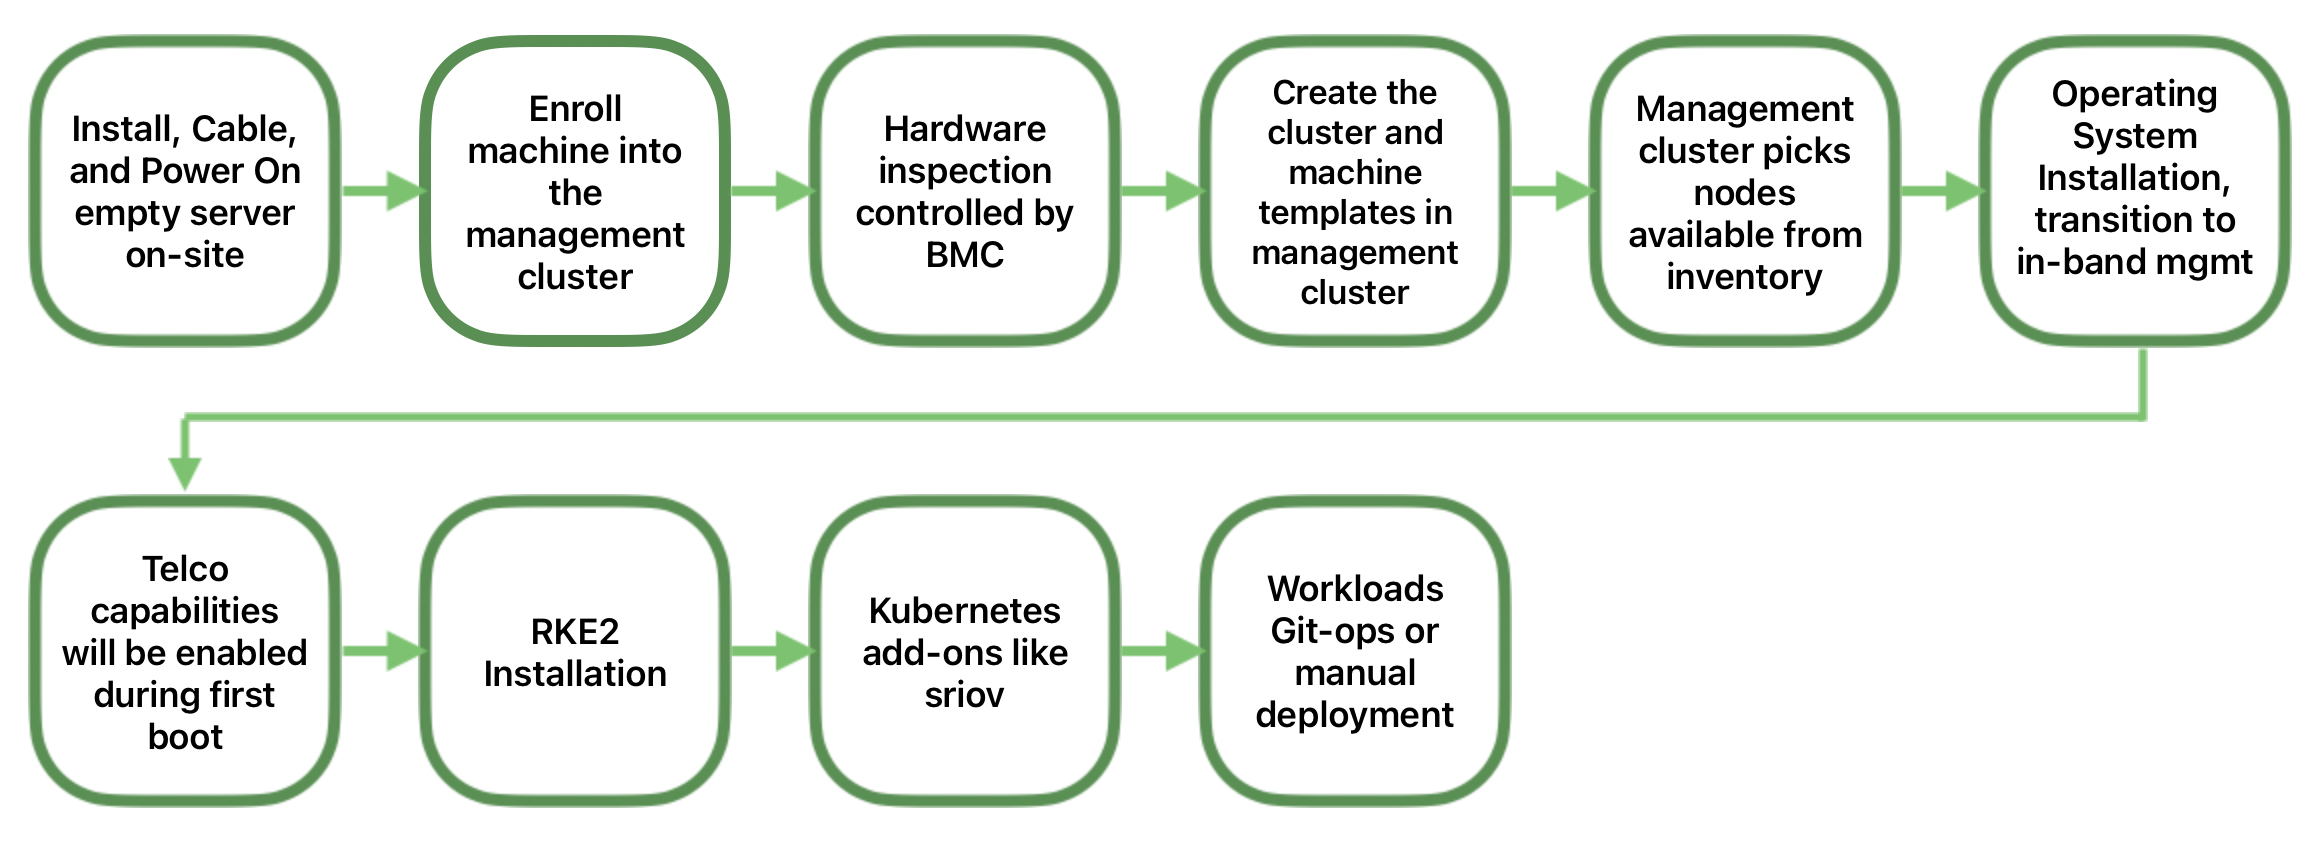 Install, Cable,
and Power On
empty server
on-site
Enroll
machine into
the
management
cluster
Hardware
inspection
controlled by
BMC
Create the
cluster and
machine
templates in
management
cluster
Management
cluster picks
nodes
available from
inventory
Operating
System
Installation,
transition to
in-band mgmt
Telco
capabilities
will be enabled
during first
boot
RKE2
Installation
Kubernetes
add-ons like
sriov
Workloads
Git-ops or
manual
deployment